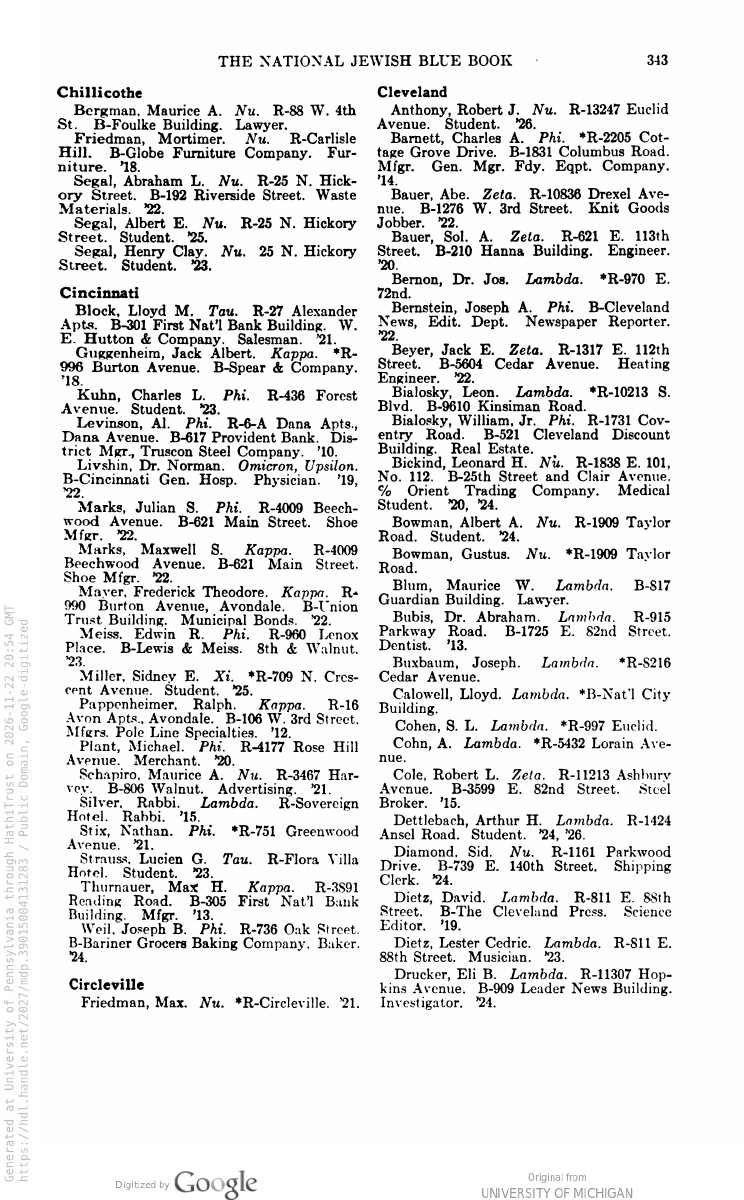 THE NATIONAL JEWISH BLUE BOOK 343
Chillicothe
Bergman, Maurice A. Nu. R-88 W. 4th
St. B-Foulke Building. Lawyer.
Friedman, Mortimer. Nu. R-Carlisle
Hill. B-Globe Furniture Company. Fur-
niture. '18.
Segal, Abraham L. Nu. R-25 N. Hick-
ory Street. B-192 Riverside Street. Waste
Materials. '22.
Segal, Albert E. Nu. R-25 N. Hickory
Street. Student. '25.
Segal, Henry Clay. Nu. 25 N. Hickory
Street. Student. '23.
Cincinnati
Block, Lloyd M. Tau. R-27 Alexander
Apts. B-301 First Nat'l Bank Building. W.
E. Hutton & Company. Salesman. '21.
Guggenheim, Jack Albert. Kappa. *R-
996 Burton Avenue. B-Spear & Company.
'18.
Kuhn, Charles L. Phi. R-436 Forest
Avenue. Student. '23.
Levinson, Al. Phi. R-6-A Dana Apts.,
Dana Avenue. B-617 Provident Bank. Dis-
trict Mgr., Truscon Steel Company. '10.
Livshin, Dr. Norman. Omicron, Upsilon.
B-Cincinnati Gen. Hosp. Physician. '19,
'22.
Marks, Julian S. Phi. R-4009 Beech-
wood Avenue. B-621 Main Street. Shoe
Mfgr. '22.
Marks, Maxwell S. Kappa. R-4009
Beechwood Avenue. B-621 Main Street.
Shoe Mfgr. '22.
Mayer, Frederick Theodore. Kappa. R-
990 Burton Avenue, Avondale. B-Union
Trust Building. Municipal Bonds. '22.
Meiss. Edwin R. Phi. R-960 Lenox
Place. B-Lewis & Meiss. 8th & Walnut.
'23.
Miller, Sidney E. Xi. *R-709 N. Cres-
cent Avenue. Student. '25.
Pappenheimer, Ralph. Kappa. R-16
Avon Apts., Avondale. B-106 W. 3rd Street.
Mfgrs. Pole Line Specialties. '12.
Plant, Michael. Phi. R-4177 Rose Hill
Avenue. Merchant. '20.
Schapiro, Maurice A. Nu. R-3467 Har-
vey. B-806 Walnut. Advertising. '21.
Silver, Rabbi. Lambda. R-Sovereign
Hotel. Rabbi. '15.
Stix, Nathan. Phi. *R-751 Greenwood
Avenue. '21.
Strauss, Lucien G. Tau. R-Flora Villa
Hotel. Student. '23.
Thurnauer, Max H. Kappa. R-3891
Reading Road. B-305 First Nat'l Bank
Building. Mfgr. '13.
Weil, Joseph B. Phi. R-736 Oak Street.
B-Bariner Grocers Baking Company. Baker.
'24.
Circleville
Friedman, Max. Nu. *R-Circleville. '21.
Cleveland
Anthony, Robert J. Nu. R-13247 Euclid
Avenue. Student. '26.
Barnett, Charles A. Phi. *R-2205 Cot-
tage Grove Drive. B-1831 Columbus Road.
Mfgr. Gen. Mgr. Fdy. Eqpt. Company.
'14.
Bauer, Abe. Zeta. R-10836 Drexel Ave-
nue. B-1276 W. 3rd Street. Knit Goods
Jobber. '22.
Bauer, Sol. A. Zeta. R-621 E. 113th
Street. B-210 Hanna Building. Engineer.
'20.
Bernon, Dr. Jos. Lambda. *R-970 E.
72nd.
Bernstein, Joseph A. Phi. B-Cleveland
News, Edit. Dept. Newspaper Reporter.
'22.
Beyer, Jack E. Zeta. R-1317 E. 112th
Street. B-5604 Cedar Avenue. Heating
Engineer. '22.
Bialosky, Leon. Lambda. *R-10213 S.
Blvd. B-9610 Kinsiman Road.
Bialosky, William, Jr. Phi. R-1731 Cov-
entry Road. B-521 Cleveland Discount
Building. Real Estate.
Bickind, Leonard H. Nu. R-1838 E. 101,
No. 112. B-25th Street and Clair Avenue.
% Orient Trading Company. Medical
Student. '20, '24.
Bowman, Albert A. Nu. R-1909 Taylor
Road. Student. '24.
Bowman, Gustus. Nu. *R-1909 Taylor
Road.
Blum, Maurice W. Lambda. B-817
Guardian Building. Lawyer.
Bubis, Dr. Abraham. Lambda. R-915
Parkway Road. B-1725 E. 82nd Street.
Dentist. '13.
Buxbaum, Joseph. Lambda. *R-8216
Cedar Avenue.
Calowell, Lloyd. Lambda. *B-Nat'l City
Building.
Cohen, S. L. Lambda. *R-997 Euclid.
Cohn, A. Lambda. *R-5432 Lorain Ave-
nue.
Cole, Robert L. Zeta. R-11213 Ashbury
Avenue. B-3599 E. 82nd Street. Steel
Broker. '15.
Dettlebach, Arthur H. Lambda. R-1424
Ansel Road. Student. '24, '26.
Diamond, Sid. Nu. R-1161 Parkwood
Drive. B-739 E. 140th Street. Shipping
Clerk. '24.
Dietz, David. Lambda. R-811 E. 88th
Street. B-The Cleveland Press. Science
Editor. '19.
Dietz, Lester Cedric. Lambda. R-811 E.
88th Street. Musician. '23.
Drucker, Eli B. Lambda. R-11307 Hop-
kins Avenue. B-909 Leader News Building.
Investigator. '24.
Generated at University of Pennsylvania through HathiTrust on 2026-11-22 20:54 GMT
https://hdl.handle.net/2027/mdp.39015004131283 / Public Domain, Google-digitized
Digitized by Google
Original from
UNIVERSITY OF MICHIGAN